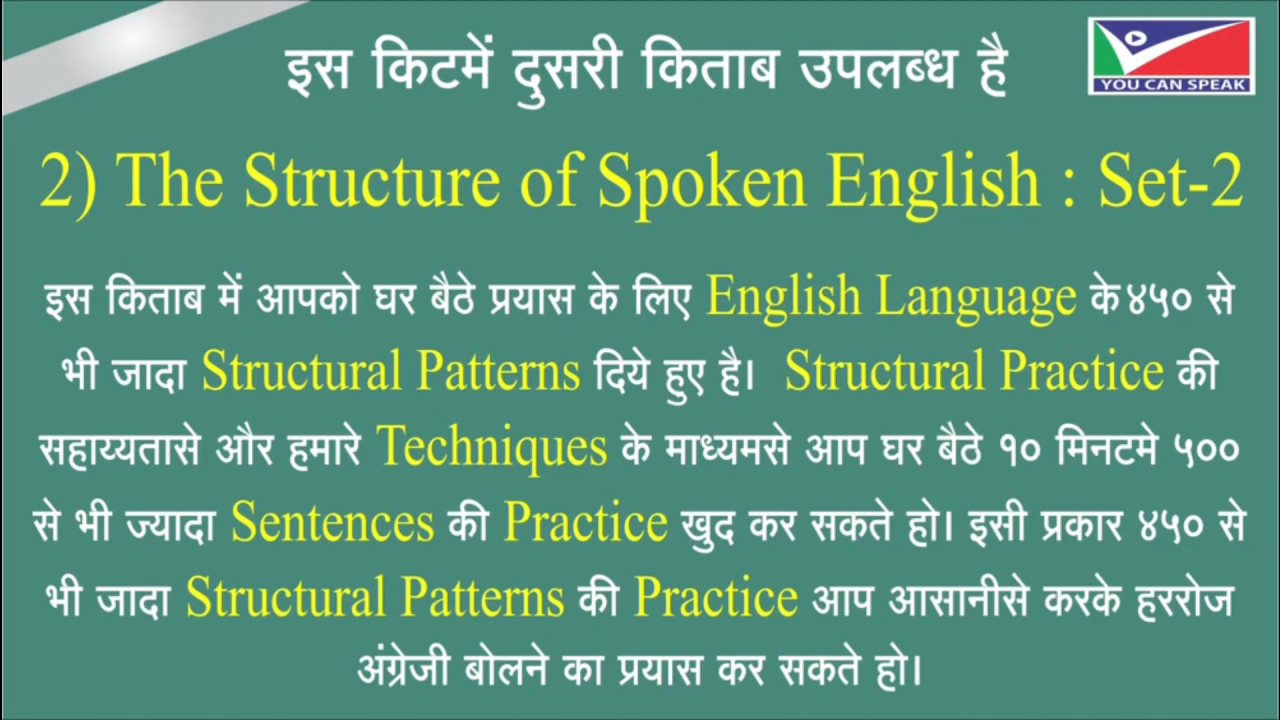 इस किटमें दुसरी किताब उपलब्ध है
YOU CAN SPEAK
2) The Structure of Spoken English : Set-2
इस किताब में आपको घर बैठे प्रयास के लिए English Language के४५० से
भी जादा Structural Patterns दिये हुए है। Structural Practice की
सहाय्यतासे और हमारे Techniques के माध्यमसे आप घर बैठे १० मिनटमे ५००
से भी ज्यादा Sentences की Practice खुद कर सकते हो। इसी प्रकार ४५० से
भी जादा Structural Patterns की Practice आप आसानीसे करके हररोज
अंग्रेजी बोलने का प्रयास कर सकते हो।